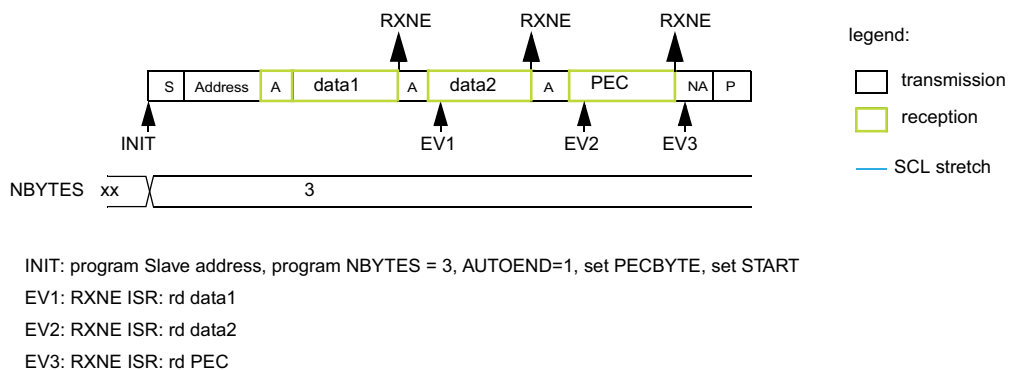 RXNE RXNE RXNE
legend:
S Address A data1 A data2 A PEC NA P
transmission
reception
INIT EV1 EV2 EV3
SCL stretch
NBYTES xx 3
INIT: program Slave address, program NBYTES = 3, AUTOEND=1, set PECBYTE, set START
EV1: RXNE ISR: rd data1
EV2: RXNE ISR: rd data2
EV3: RXNE ISR: rd PEC